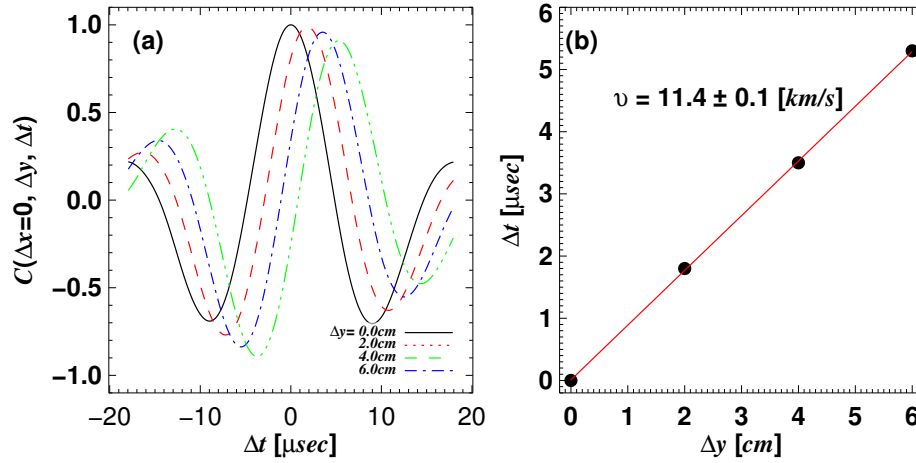 (a)
C(Δx=0, Δy, Δt)
1.0
0.5
0.0
−0.5
−1.0
Δy= 0.0cm
2.0cm
4.0cm
6.0cm
−20 −10 0 10 20
Δt [μsec]
(b)
υ = 11.4 ± 0.1 [km/s]
Δt [μsec]
6
5
4
3
2
1
0
0 1 2 3 4 5 6
Δy [cm]